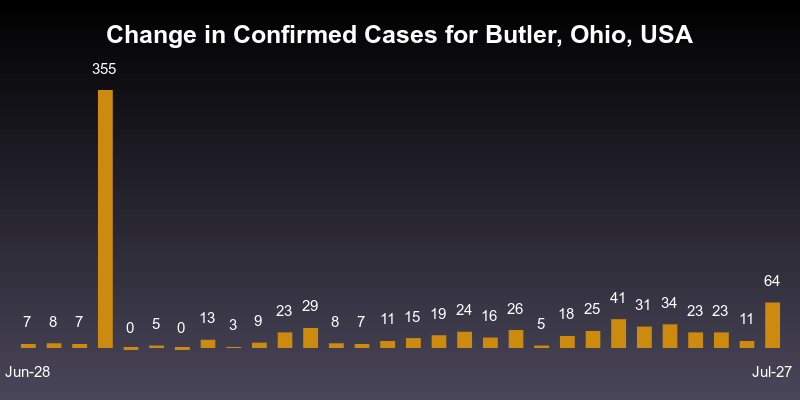 Change in Confirmed Cases for Butler, Ohio, USA
355
7 8 7 0 5 0 13 3 9 23 29 8 7 11 15 19 24 16 26 5 18 25 41 31 34 23 23 11 64
Jun-28 Jul-27